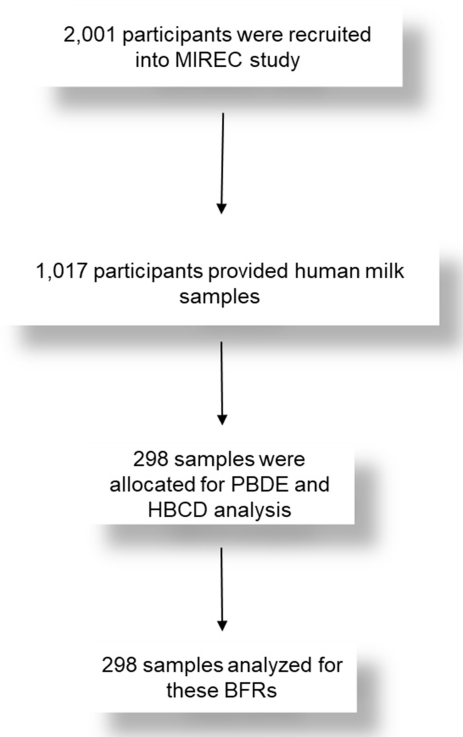 2,001 participants were recruited
into MIREC study
1,017 participants provided human milk
samples
298 samples were
allocated for PBDE and
HBCD analysis
298 samples analyzed for
these BFRs